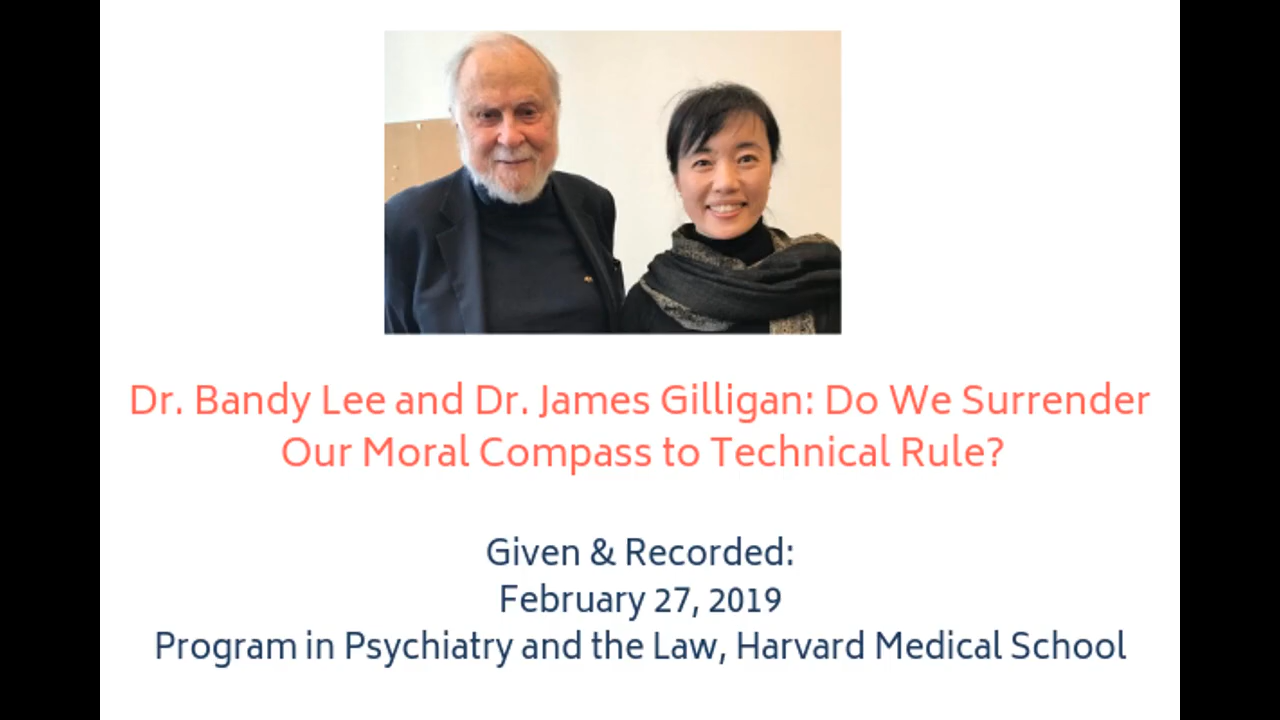 Dr. Bandy Lee and Dr. James Gilligan: Do We Surrender
Our Moral Compass to Technical Rule?
Given & Recorded:
February 27, 2019
Program in Psychiatry and the Law, Harvard Medical School